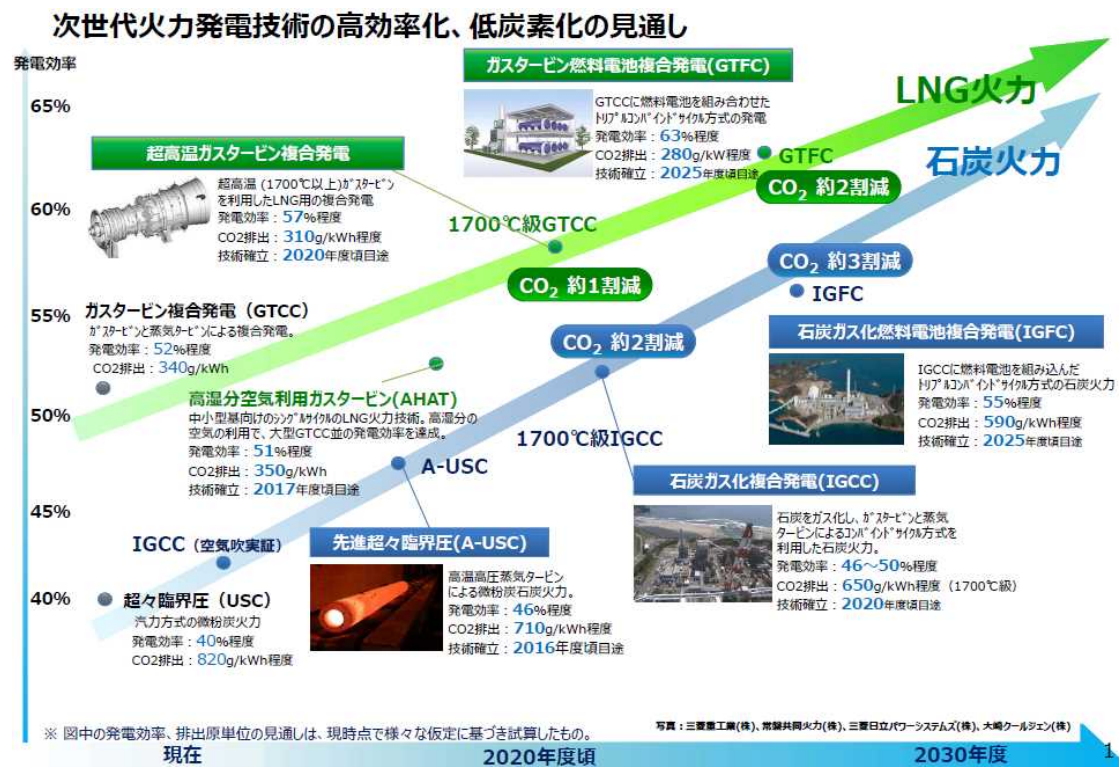 次世代火力発電技術の高効率化、低炭素化の見通し
発電効率
65%
60%
55%
50%
45%
40%
LNG火力
石炭火力
ガスタービン燃料電池複合発電(GTFC)
GTCCに燃料電池を組み合わせた
トリプルコンバインドサイクル方式の発電
発電効率：63%程度
CO2排出：280g/kW程度
技術確立：2025年度頃目途
GTFC
CO2 約2割減
超高温ガスタービン複合発電
超高温 (1700℃以上)ガスタービン
を利用したLNG用の複合発電
発電効率：57%程度
CO2排出：310g/kWh程度
技術確立：2020年度頃目途
1700℃級GTCC
CO2 約1割減
CO2 約3割減
IGFC
ガスタービン複合発電（GTCC）
ガスタービンと蒸気タービンによる複合発電。
発電効率：52%程度
CO2排出：340g/kWh
CO2 約2割減
石炭ガス化燃料電池複合発電(IGFC)
IGCCに燃料電池を組み込んだ
トリプルコンバインドサイクル方式の石炭火力
発電効率：55%程度
CO2排出：590g/kWh程度
技術確立：2025年度頃目途
高湿分空気利用ガスタービン(AHAT)
中小型基向けのシングルサイクルのLNG火力技術。高湿分の
空気の利用で、大型GTCC並の発電効率を達成。
発電効率：51%程度
CO2排出：350g/kWh
技術確立：2017年度頃目途
1700℃級IGCC
A-USC
石炭ガス化複合発電(IGCC)
石炭をガス化し、ガスタービンと蒸気
タービンによるコンバインドサイクル方式を
利用した石炭火力。
発電効率：46～50%程度
CO2排出：650g/kWh程度（1700℃級）
技術確立：2020年度頃目途
IGCC（空気吹実証）
先進超々臨界圧(A-USC)
高温高圧蒸気タービン
による微粉炭石炭火力。
発電効率：46%程度
CO2排出：710g/kWh程度
技術確立：2016年度頃目途
超々臨界圧（USC）
汽力方式の微粉炭火力
発電効率：40%程度
CO2排出：820g/kWh程度
※ 図中の発電効率、排出原単位の見通しは、現時点で様々な仮定に基づき試算したもの。
写真：三菱重工業(株)、常磐共同火力(株)、三菱日立パワーシステムズ(株)、大崎クールジェン(株)
現在
2020年度頃
2030年度
1